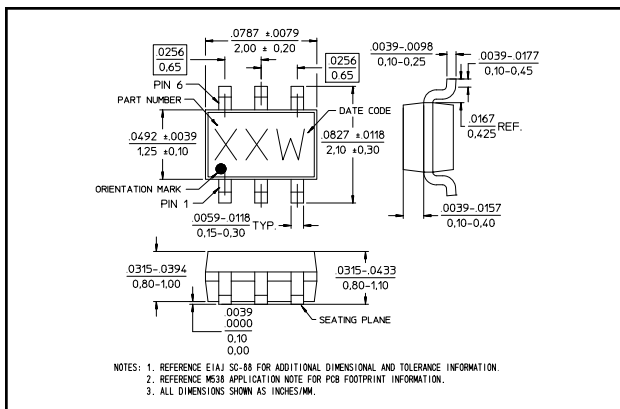 .0787 ±.0079
2,00 ± 0,20
.0256
0,65
.0256
0.65
.0039-.0098
0,10-0,25
.0039-.0177
0,10-0,45
PIN 6
PART NUMBER
DATE CODE
.0167
0,425
REF.
.0492 ±.0039
1,25 ±0,10
XXW
.0827 ±.0118
2,10 ±0,30
ORIENTATION MARK
PIN 1
.0059-.0118
0,15-0,30
TYP.
.0039-.0157
0,10-0,40
.0315-.0394
0,80-1,00
.0315-.0433
0,80-1,10
.0039
.0000
0,10
0,00
SEATING PLANE
NOTES: 1. REFERENCE EIAJ SC-88 FOR ADDITIONAL DIMENSIONAL AND TOLERANCE INFORMATION.
2. REFERENCE M538 APPLICATION NOTE FOR PCB FOOTPRINT INFORMATION.
3. ALL DIMENSIONS SHOWN AS INCHES/MM.